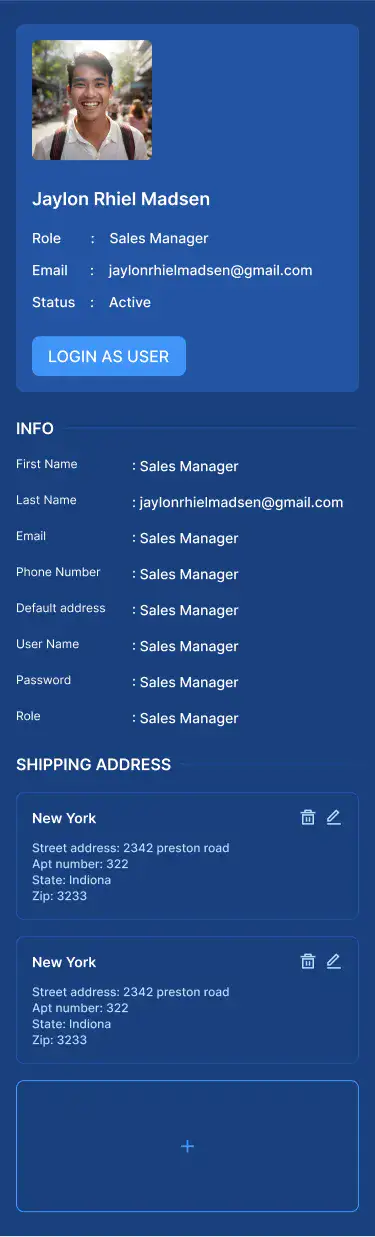 Jaylon Rhiel Madsen
Role : Sales Manager
Email : jaylonrhielmadsen@gmail.com
Status : Active
LOGIN AS USER
INFO
First Name : Sales Manager
Last Name : jaylonrhielmadsen@gmail.com
Email : Sales Manager
Phone Number : Sales Manager
Default address : Sales Manager
User Name : Sales Manager
Password : Sales Manager
Role : Sales Manager
SHIPPING ADDRESS
New York
Street address: 2342 preston road
Apt number: 322
State: Indiona
Zip: 3233
New York
Street address: 2342 preston road
Apt number: 322
State: Indiona
Zip: 3233
+